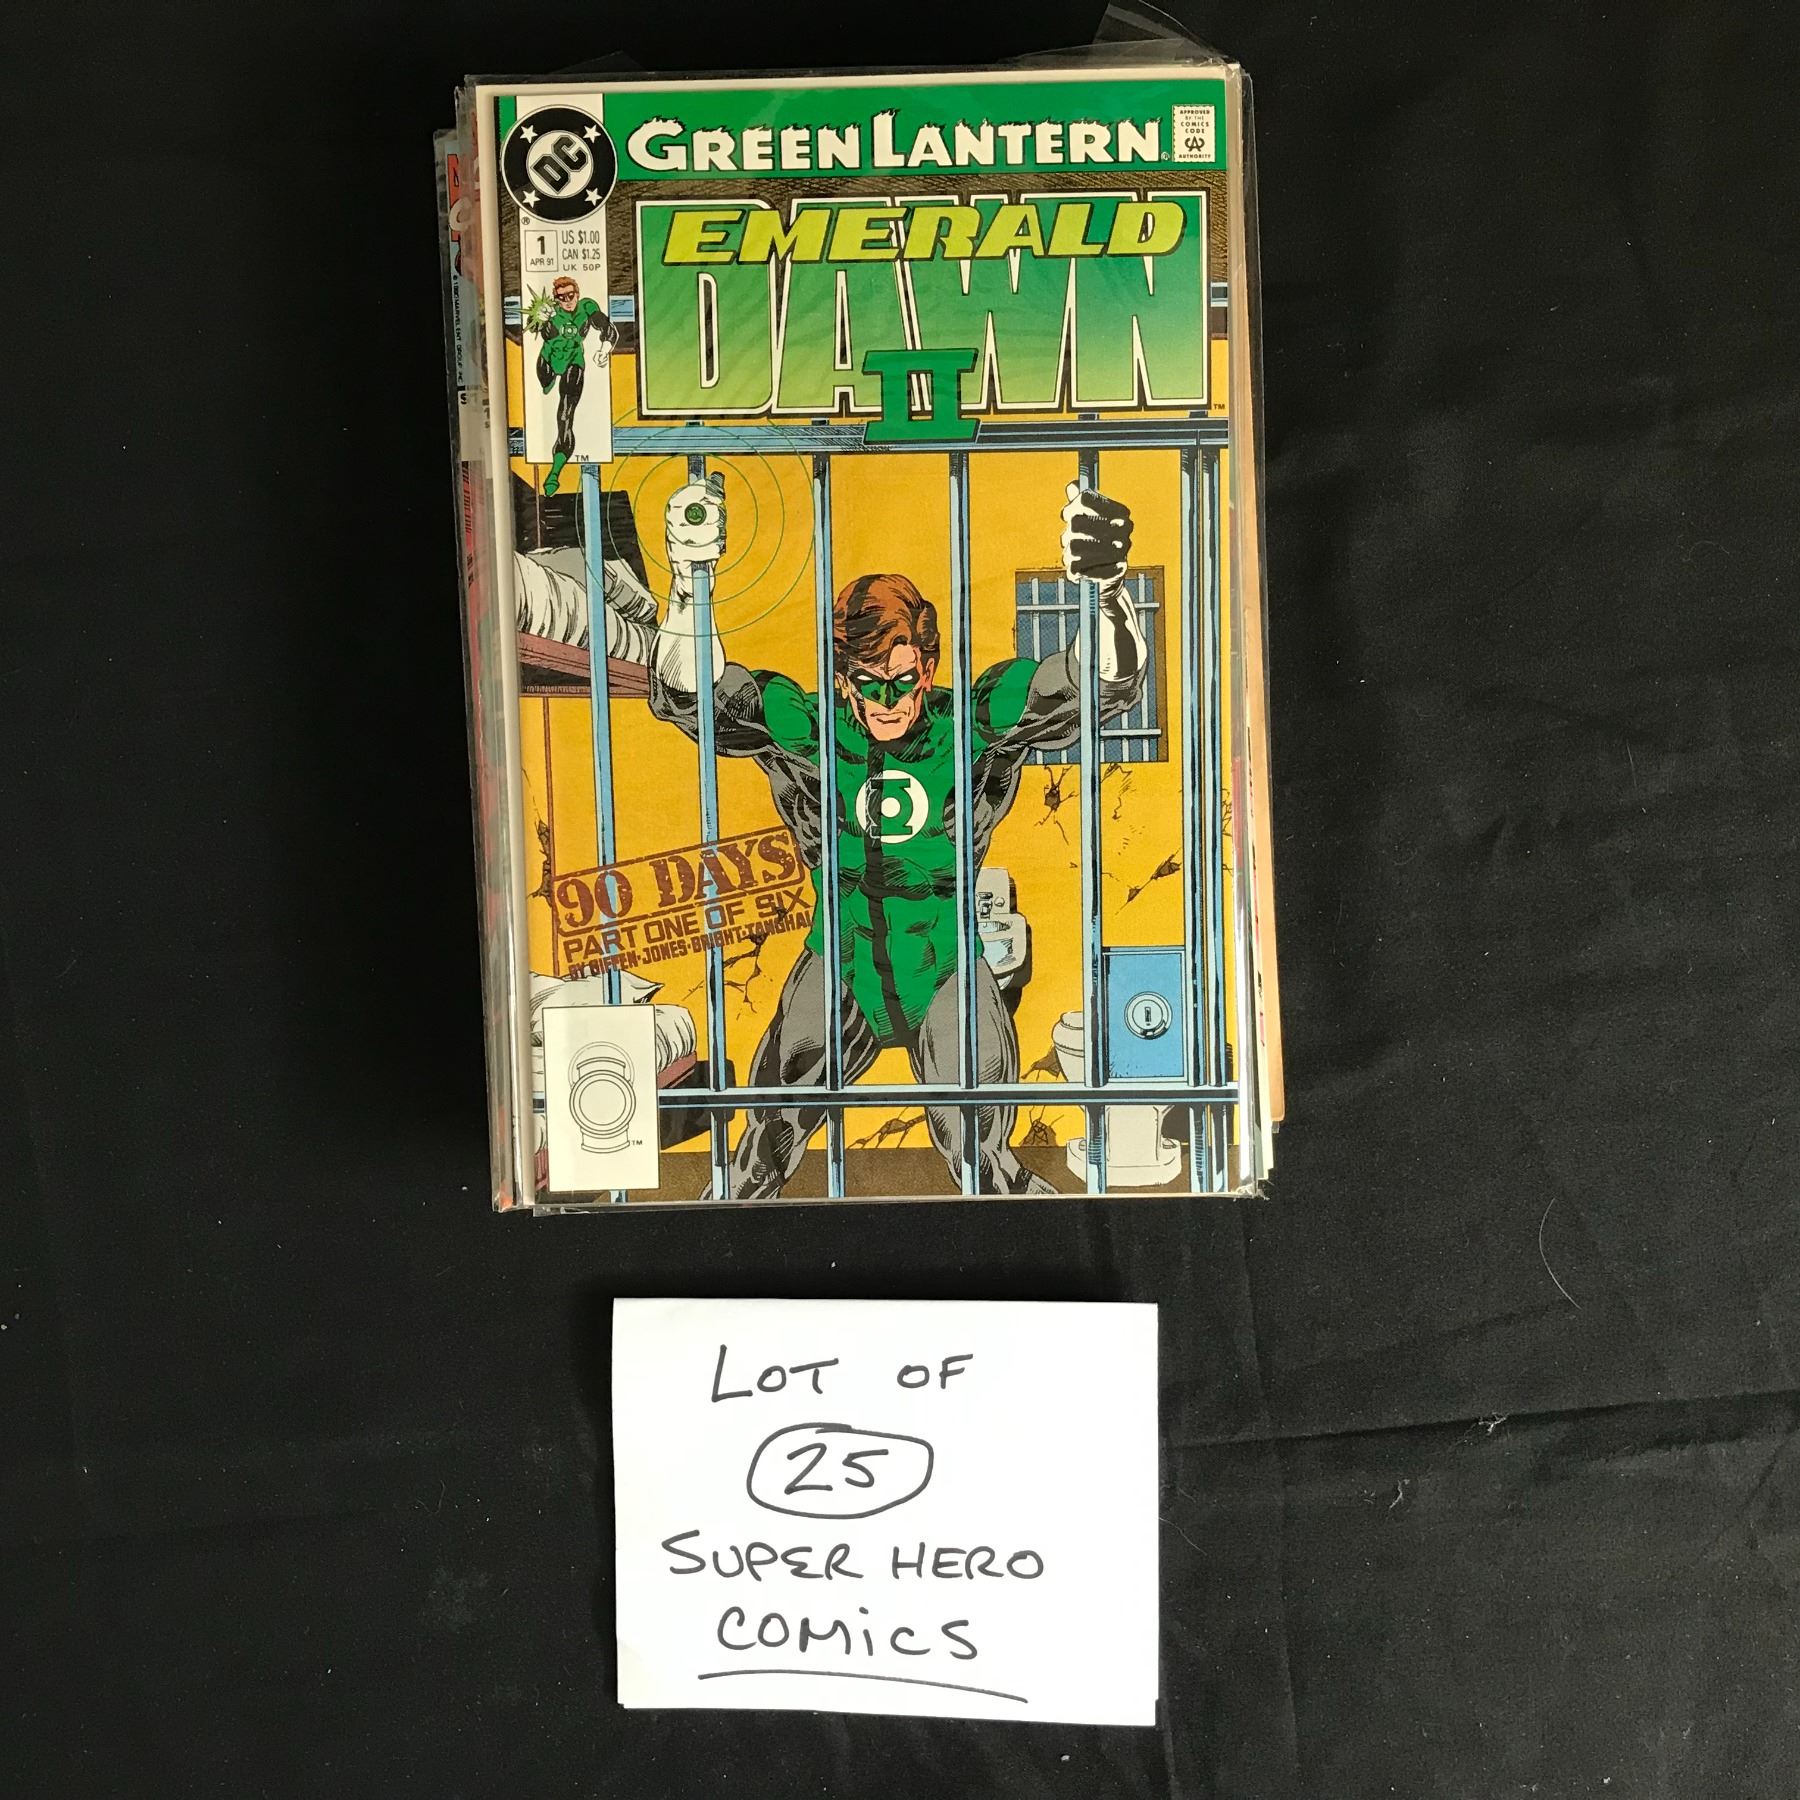 GREEN LANTERN®
DC
APPROVED
BY THE
COMICS
CODE
CA
AUTHORITY
EMERALD
DAWN
II
TM
®
1
APR 91
US $1.00
CAN $1.25
UK 50P
TM
90 DAYS
PART ONE OF SIX
BY GIFFEN·JONES·BRIGHT·TANGHAL
TM
LOT OF
25
SUPER HERO
COMiCS